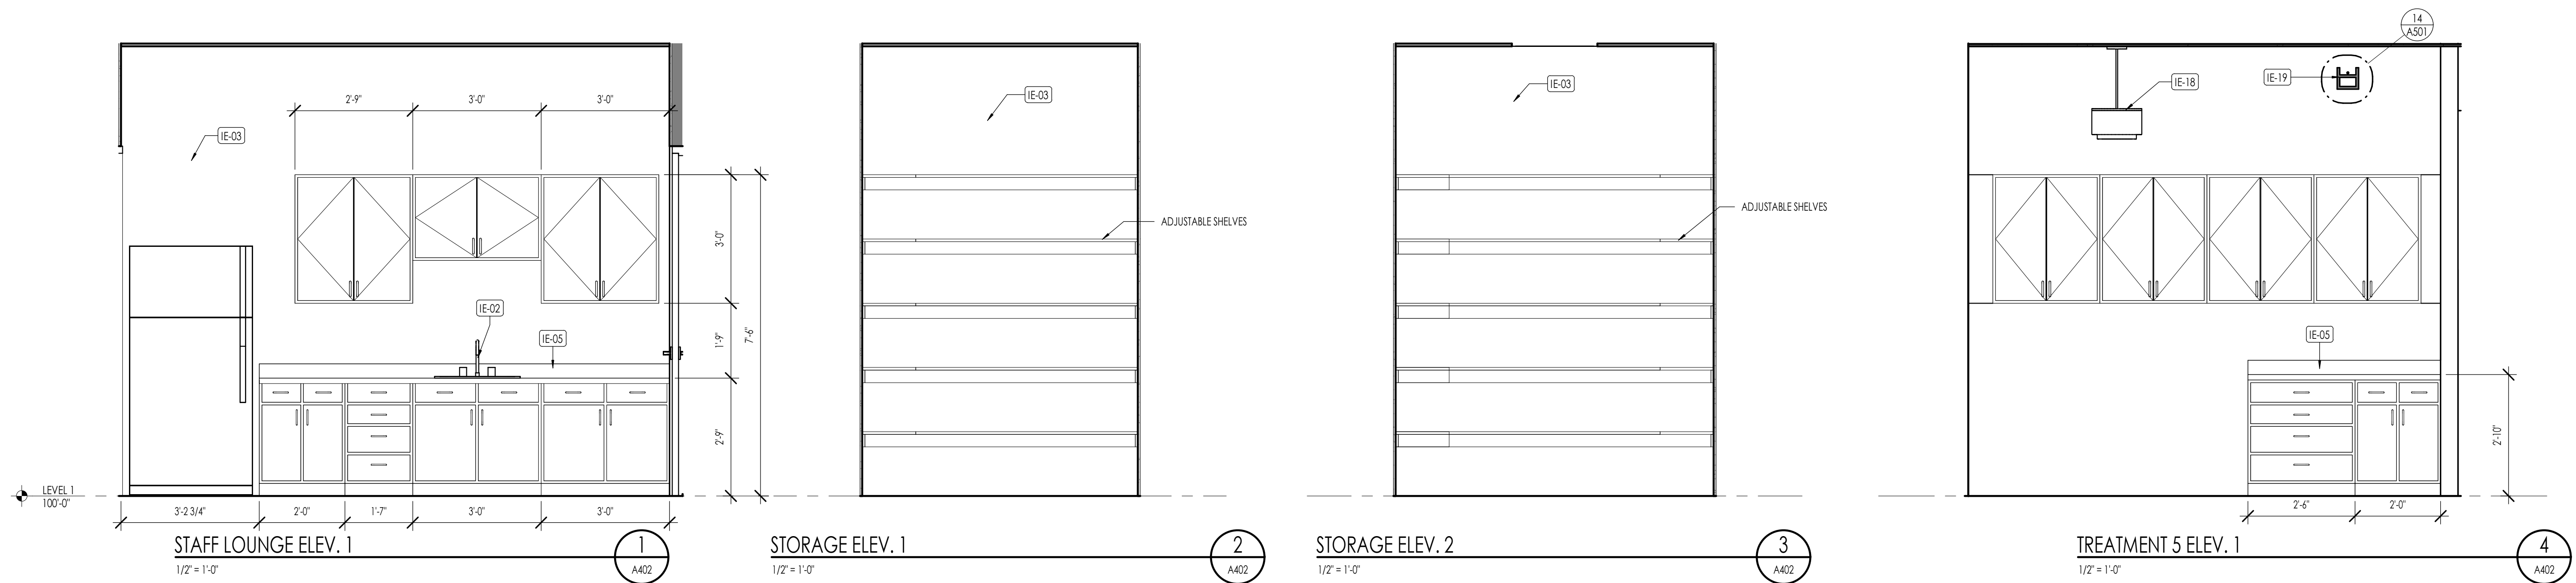 2'-9"
3'-0"
3'-0"
IE-03
3'-0"
1'-9"
7'-6"
2'-9"
IE-02
IE-05
LEVEL 1
100'-0"
3'-2 3/4"
2'-0"
1'-7"
3'-0"
3'-0"
STAFF LOUNGE ELEV. 1
1/2" = 1'-0"
1
A402
IE-03
ADJUSTABLE SHELVES
STORAGE ELEV. 1
1/2" = 1'-0"
2
A402
IE-03
ADJUSTABLE SHELVES
STORAGE ELEV. 2
1/2" = 1'-0"
3
A402
14
A501
IE-18
IE-19
IE-05
2'-10"
2'-6"
2'-0"
TREATMENT 5 ELEV. 1
1/2" = 1'-0"
4
A402